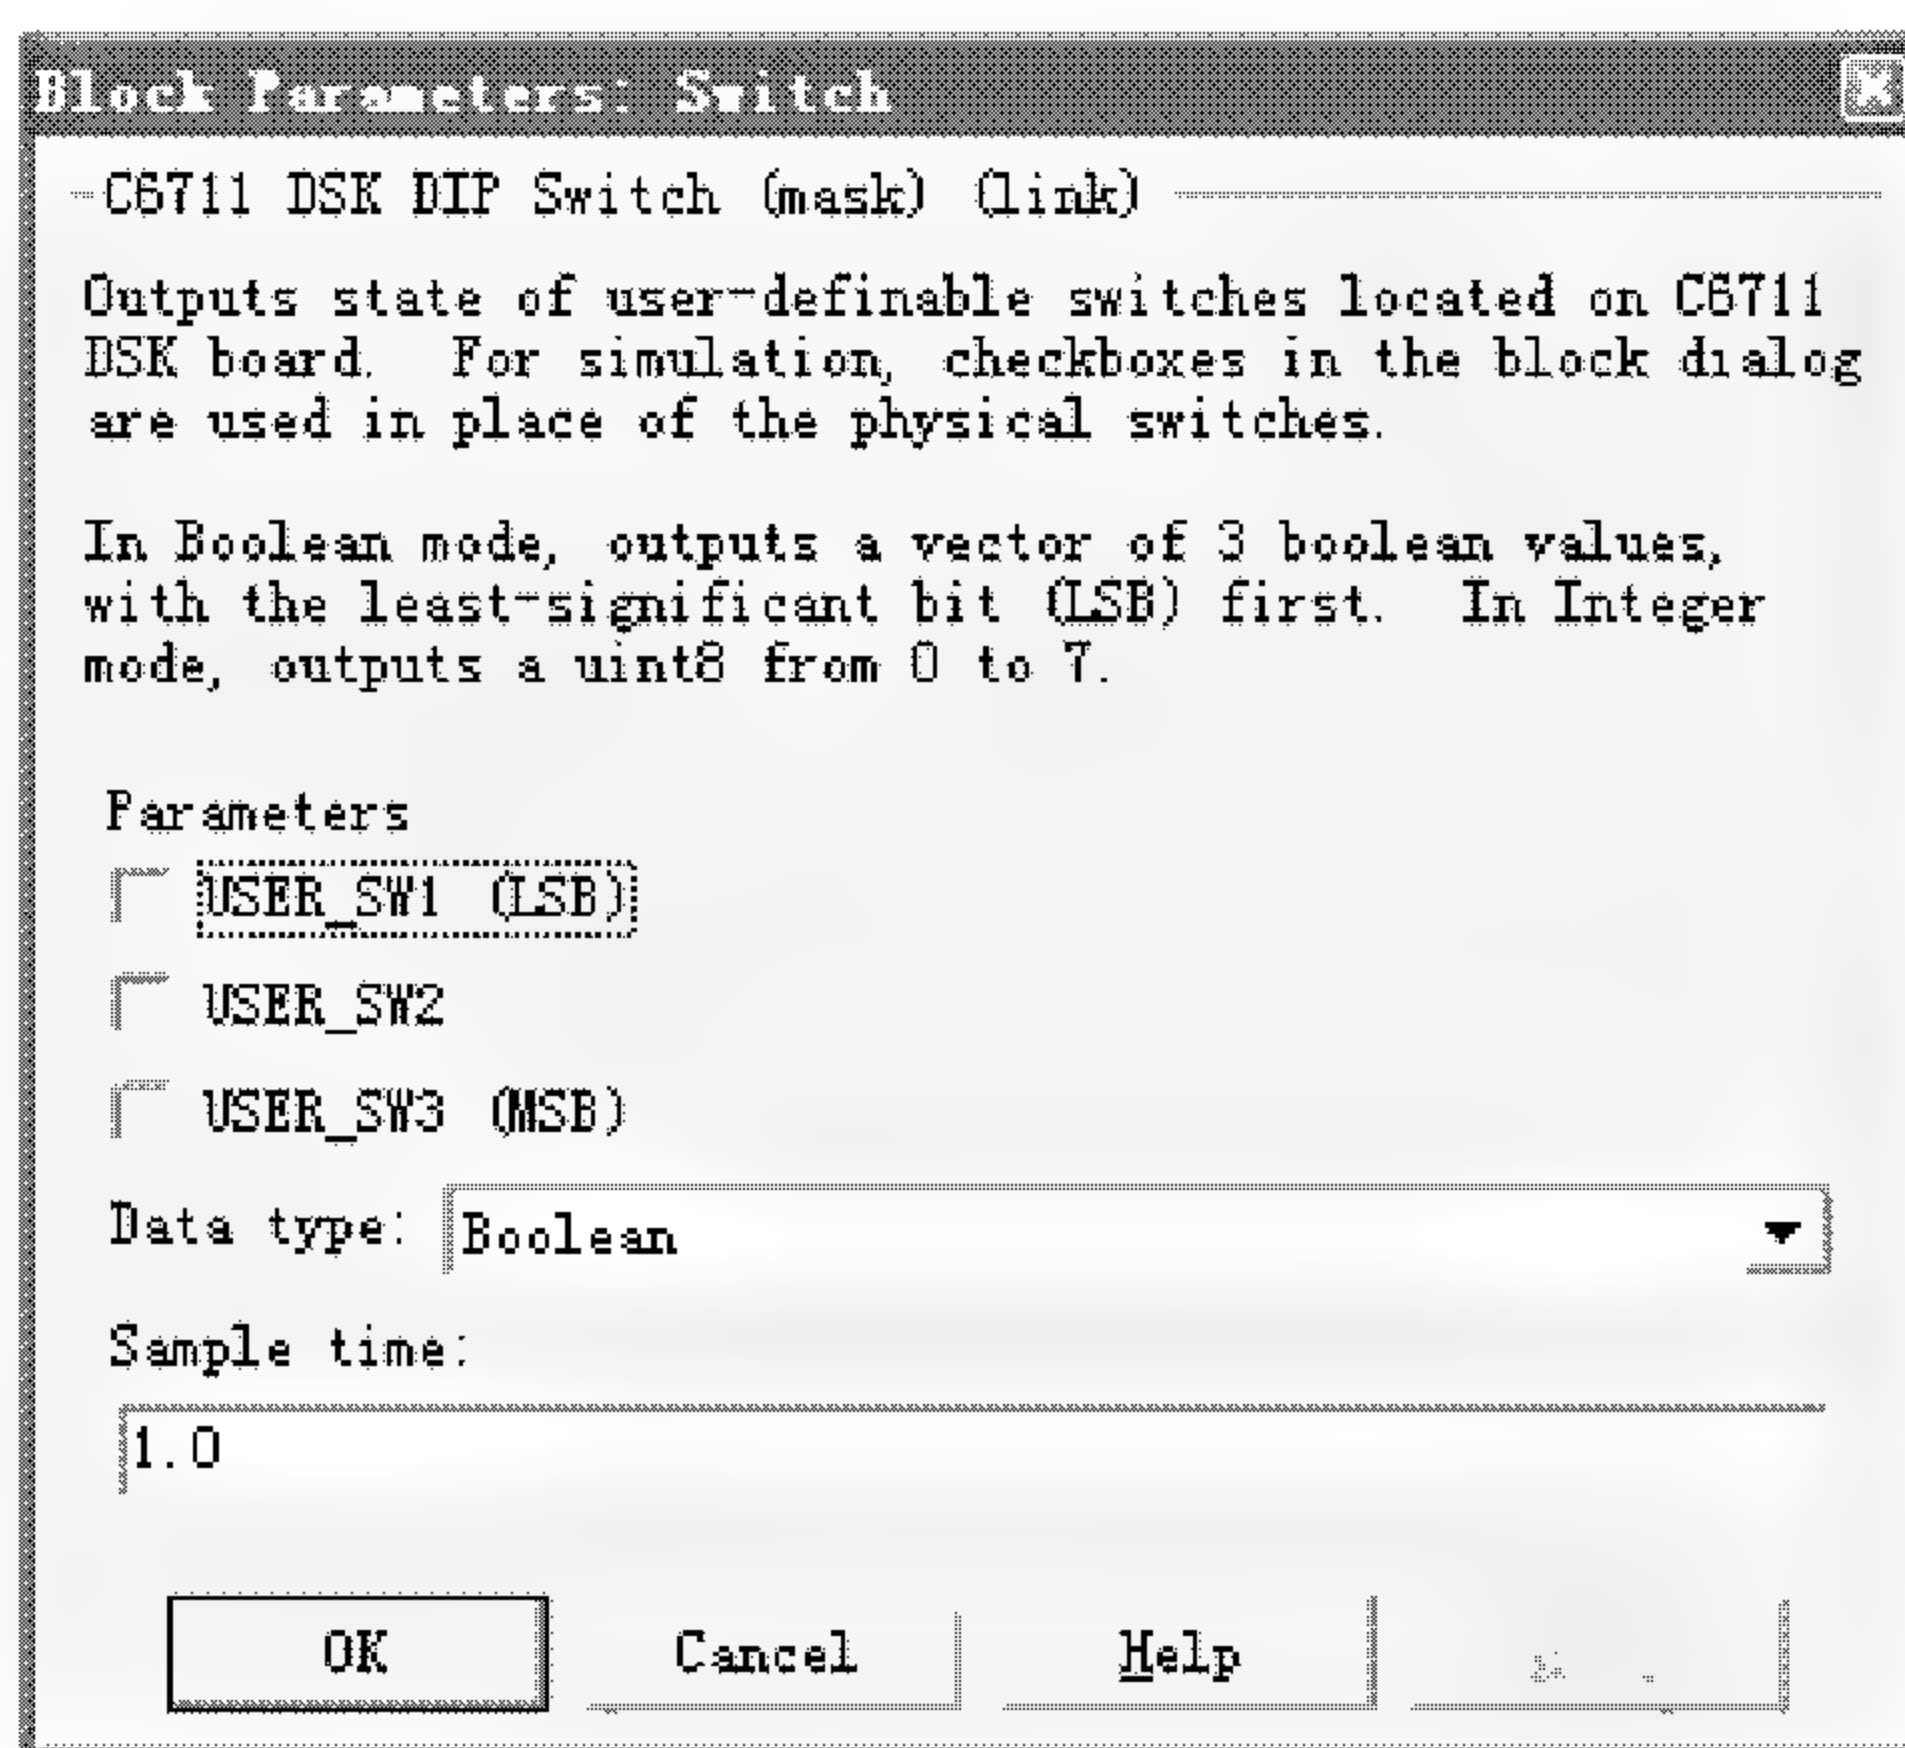 Block Parameters: Switch
C6711 DSK DIP Switch (mask) (link)
Outputs state of user-definable switches located on C6711
DSK board.  For simulation, checkboxes in the block dialog
are used in place of the physical switches.
In Boolean mode, outputs a vector of 3 boolean values,
with the least-significant bit (LSB) first.  In Integer
mode, outputs a uint8 from 0 to 7.
Parameters
USER_SW1 (LSB)
USER_SW2
USER_SW3 (MSB)
Data type: Boolean
Sample time:
1.0
OK Cancel Help